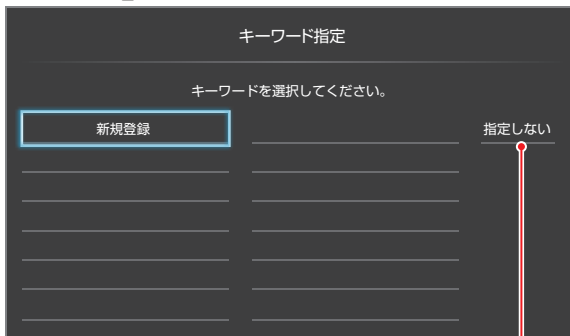 キーワード指定
キーワードを選択してください。
新規登録
指定しない